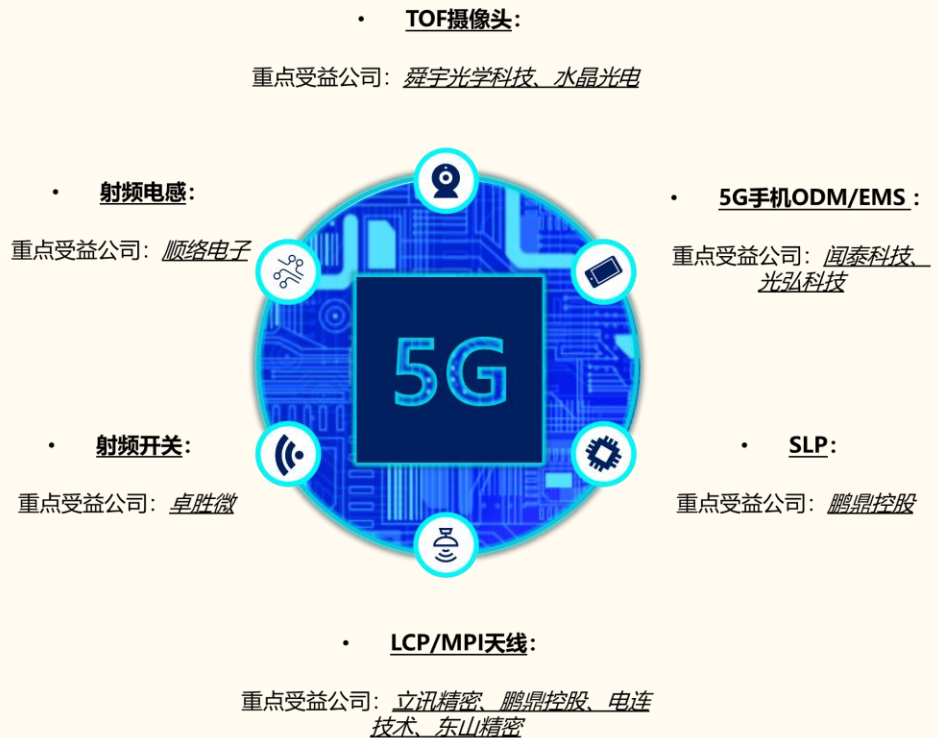 • TOF摄像头：
重点受益公司：舜宇光学科技、水晶光电
• 射频电感：
重点受益公司：顺络电子
• 5G手机ODM/EMS：
重点受益公司：闻泰科技、
光弘科技
5G
• 射频开关：
重点受益公司：卓胜微
• SLP：
重点受益公司：鹏鼎控股
• LCP/MPI天线：
重点受益公司：立讯精密、鹏鼎控股、电连
技术、东山精密